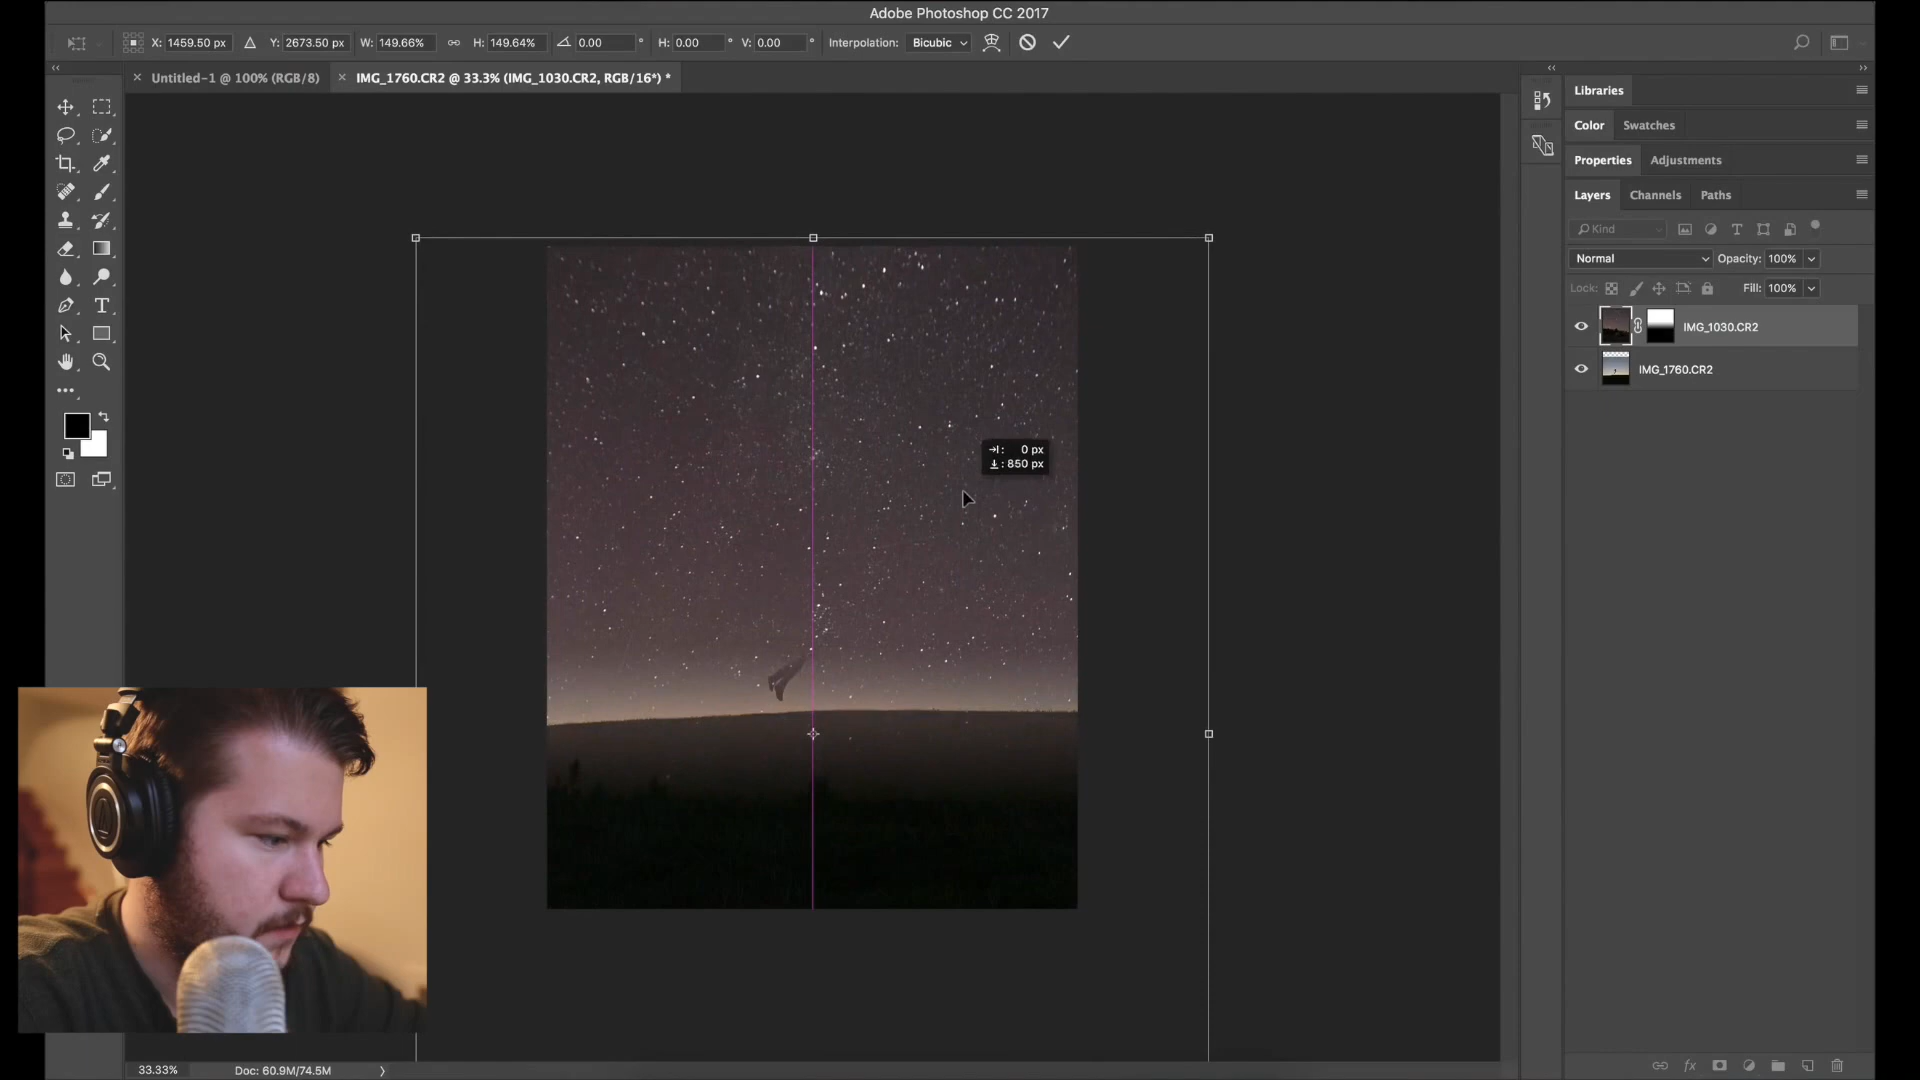 Adobe Photoshop CC 2017
X: 1459.50 px Y: 2673.50 px W: 149.66% H: 149.64% 0.00 ° H: 0.00 ° V: 0.00 ° Interpolation: Bicubic
Untitled-1 @ 100% (RGB/8) IMG_1760.CR2 @ 33.3% (IMG_1030.CR2, RGB/16*) *
Libraries
Color Swatches
Properties Adjustments
Layers Channels Paths
Kind
Normal Opacity: 100%
Lock: Fill: 100%
IMG_1030.CR2
IMG_1760.CR2
: 0 px
: 850 px
33.33% Doc: 60.9M/74.5M